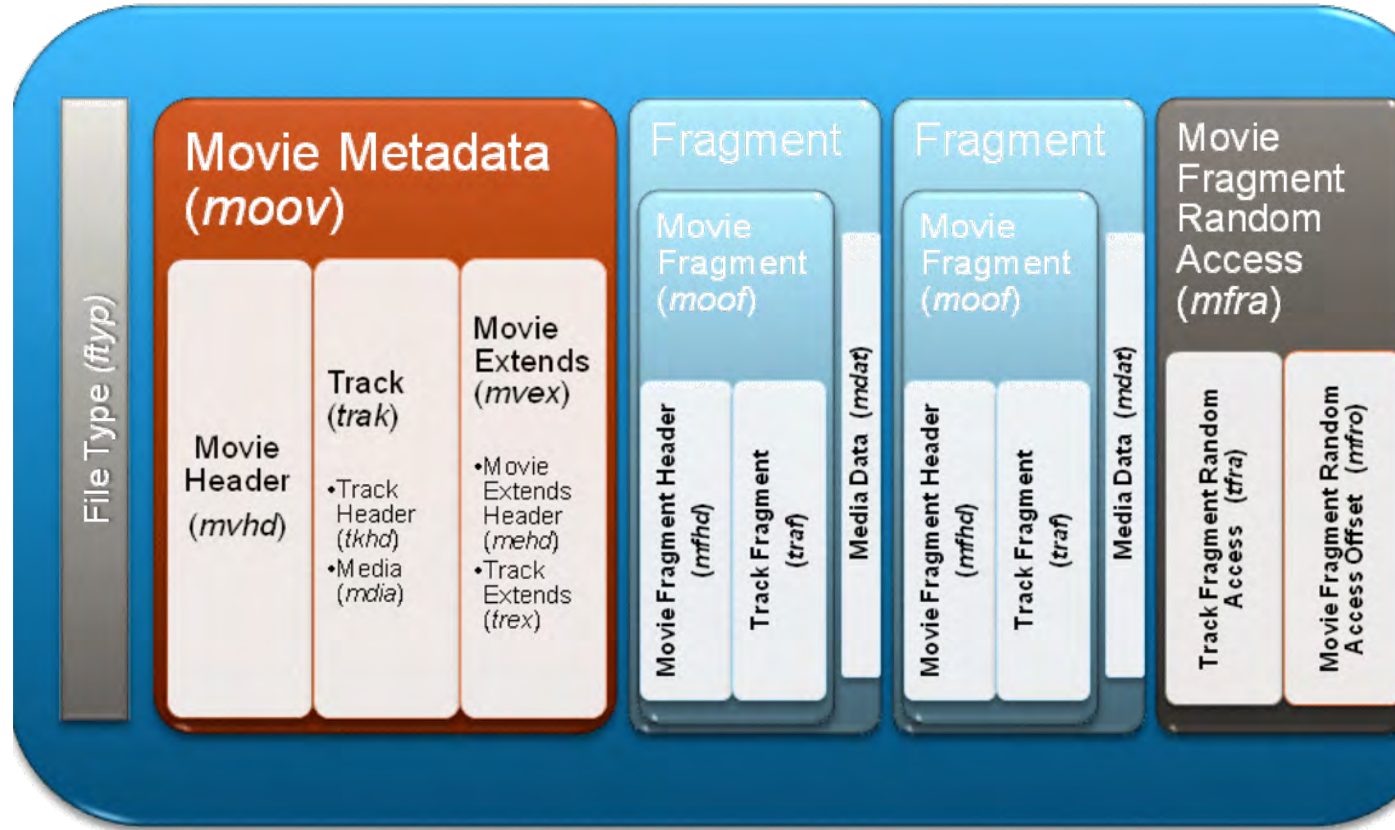 File Type (ftyp)
Movie Metadata
(moov)
Movie
Header
(mvhd)
Track
(trak)
•Track
Header
(tkhd)
•Media
(mdia)
Movie
Extends
(mvex)
•Movie
Extends
Header
(mehd)
•Track
Extends
(trex)
Fragment
Movie
Fragment
(moof)
Movie Fragment Header
(mfhd)
Track Fragment
(traf)
Media Data (mdat)
Fragment
Movie
Fragment
(moof)
Movie Fragment Header
(mfhd)
Track Fragment
(traf)
Media Data (mdat)
Movie
Fragment
Random
Access
(mfra)
Track Fragment Random
Access (tfra)
Movie Fragment Random
Access Offset (mfro)